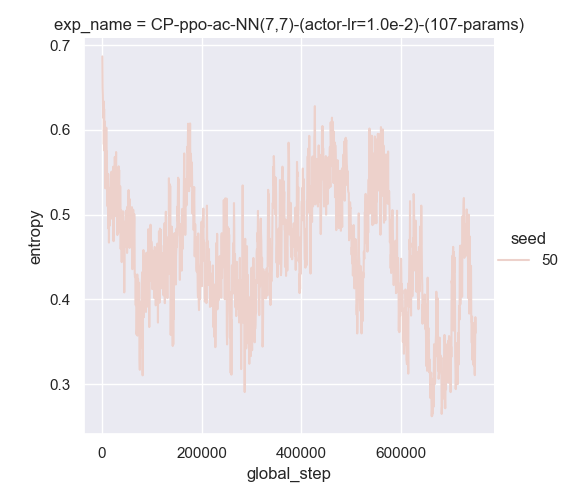 exp_name = CP-ppo-ac-NN(7,7)-(actor-lr=1.0e-2)-(107-params)
0.7
0.6
0.5
0.4
0.3
entropy
0
200000
400000
600000
global_step
seed
50